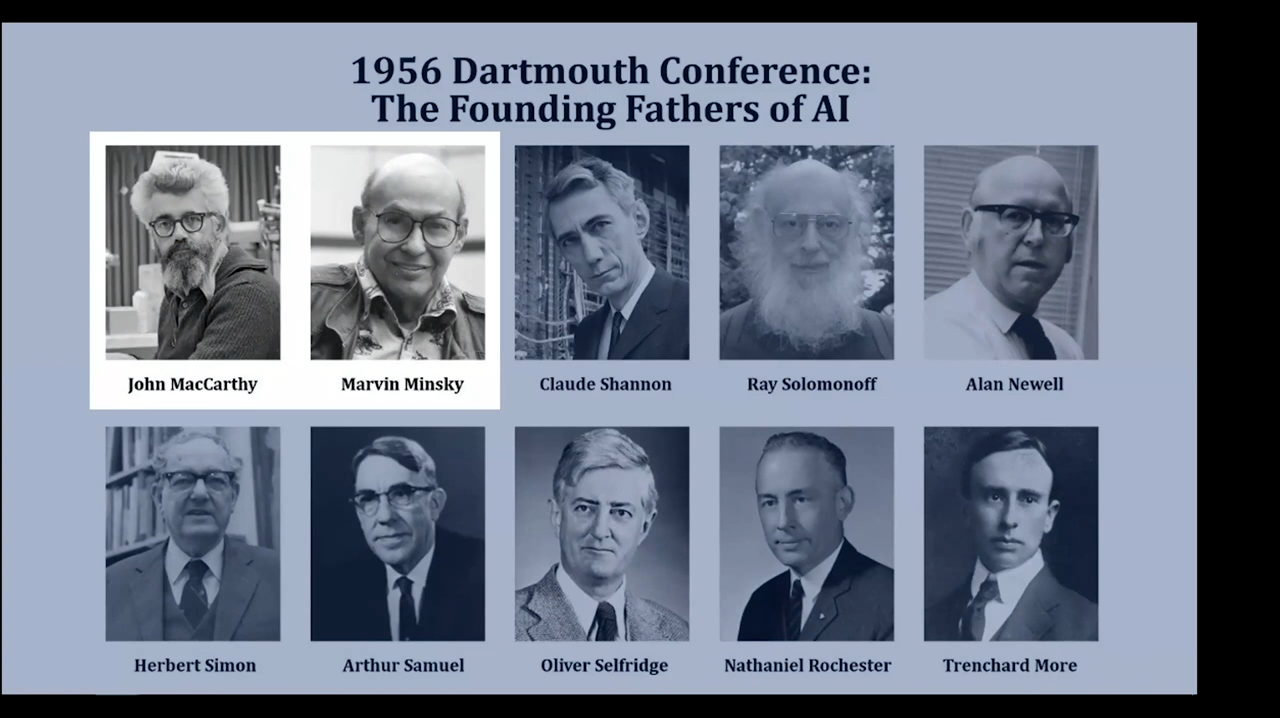 1956 Dartmouth Conference:
The Founding Fathers of AI
John MacCarthy
Marvin Minsky
Claude Shannon
Ray Solomonoff
Alan Newell
Herbert Simon
Arthur Samuel
Oliver Selfridge
Nathaniel Rochester
Trenchard More